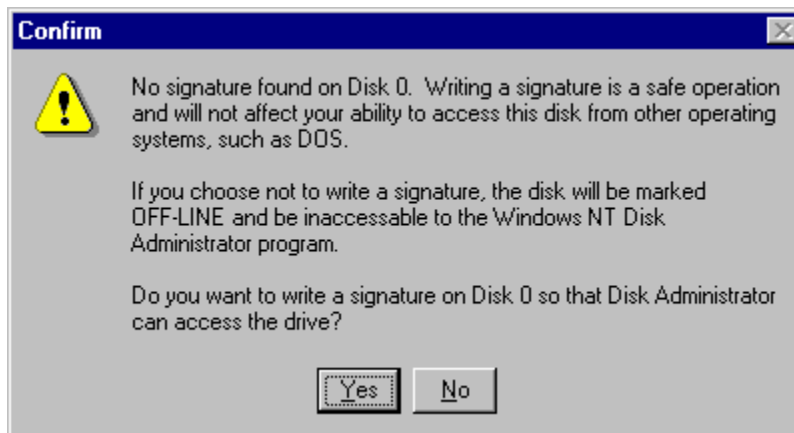 Confirm
No signature found on Disk 0. Writing a signature is a safe operation
and will not affect your ability to access this disk from other operating
systems, such as DOS.
If you choose not to write a signature, the disk will be marked
OFF-LINE and be inaccessable to the Windows NT Disk
Administrator program.
Do you want to write a signature on Disk 0 so that Disk Administrator
can access the drive?
Yes No